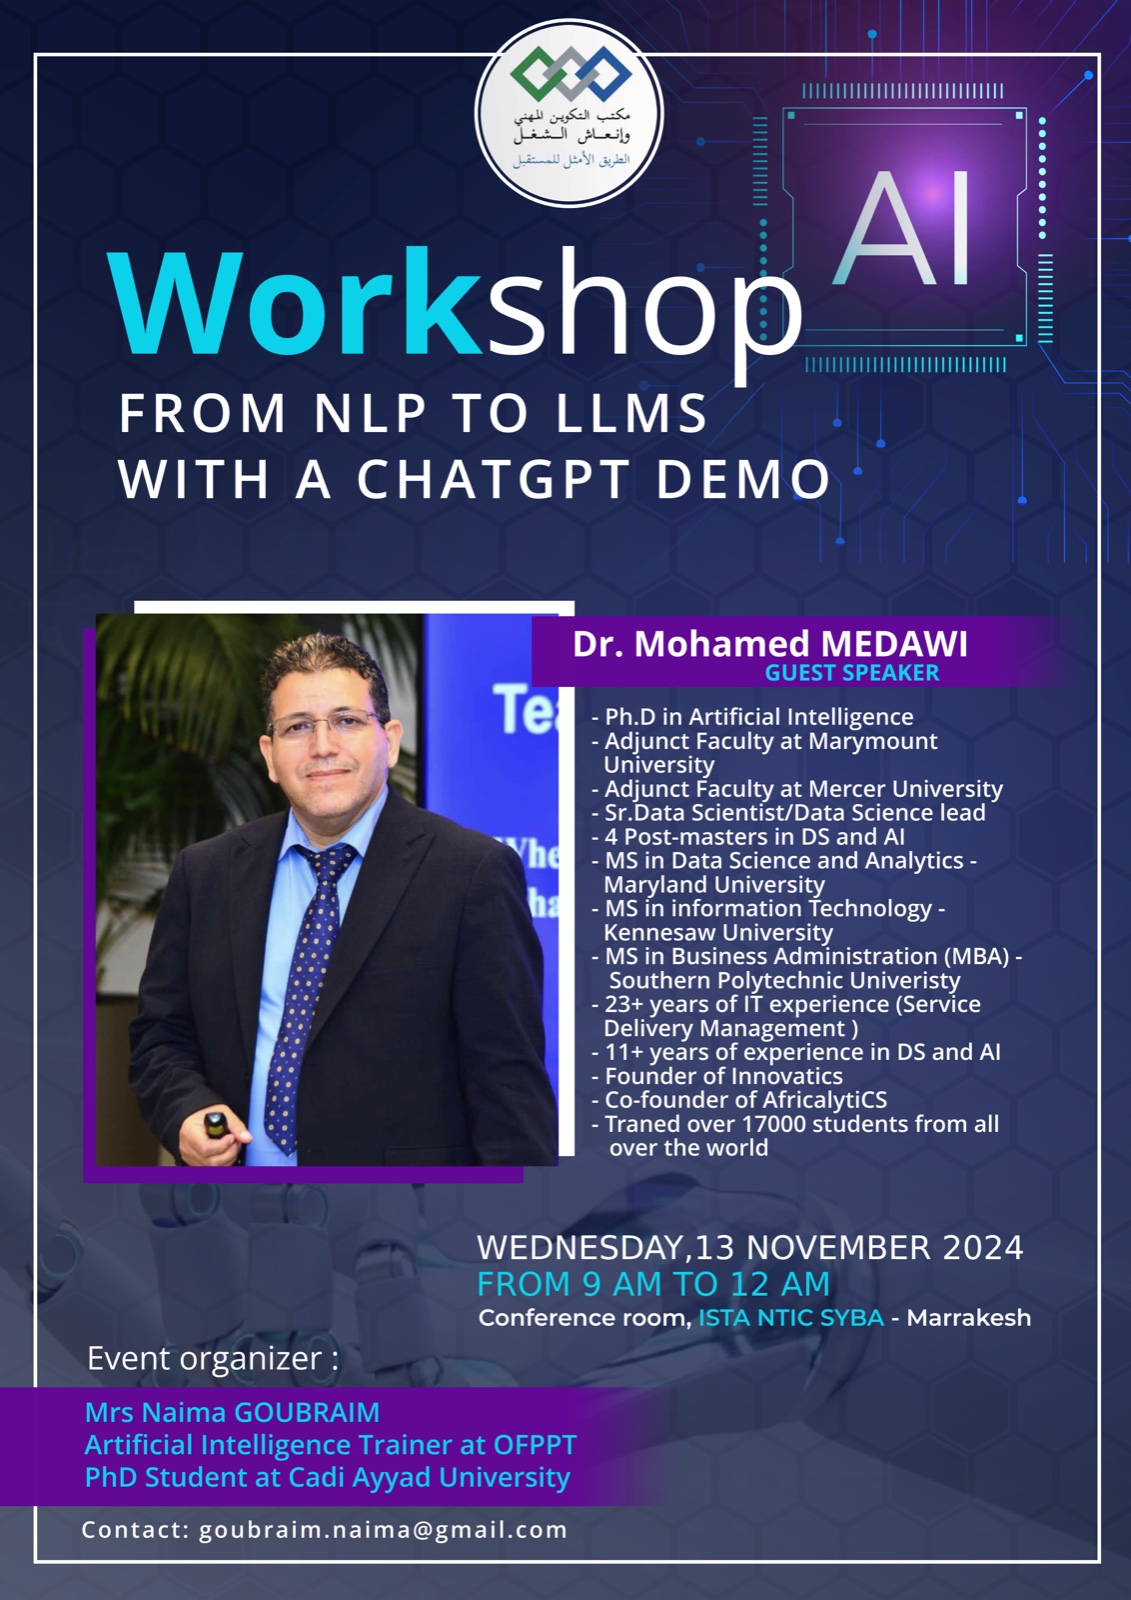 مكتب التكوين المهني
وإنعـــاش الـــشغـــل
الطريق الأمثل للمستقبل
AI
Workshop
FROM NLP TO LLMS
WITH A CHATGPT DEMO
Tea
Whe
ha
Dr. Mohamed MEDAWI
GUEST SPEAKER
- Ph.D in Artificial Intelligence
- Adjunct Faculty at Marymount
University
- Adjunct Faculty at Mercer University
- Sr.Data Scientist/Data Science lead
- 4 Post-masters in DS and AI
- MS in Data Science and Analytics -
Maryland University
- MS in information Technology -
Kennesaw University
- MS in Business Administration (MBA) -
Southern Polytechnic Univeristy
- 23+ years of IT experience (Service
Delivery Management )
- 11+ years of experience in DS and AI
- Founder of Innovatics
- Co-founder of AfricalytiCS
- Traned over 17000 students from all
over the world
WEDNESDAY,13 NOVEMBER 2024
FROM 9 AM TO 12 AM
Conference room, ISTA NTIC SYBA - Marrakesh
Event organizer :
Mrs Naima GOUBRAIM
Artificial Intelligence Trainer at OFPPT
PhD Student at Cadi Ayyad University
Contact: goubraim.naima@gmail.com